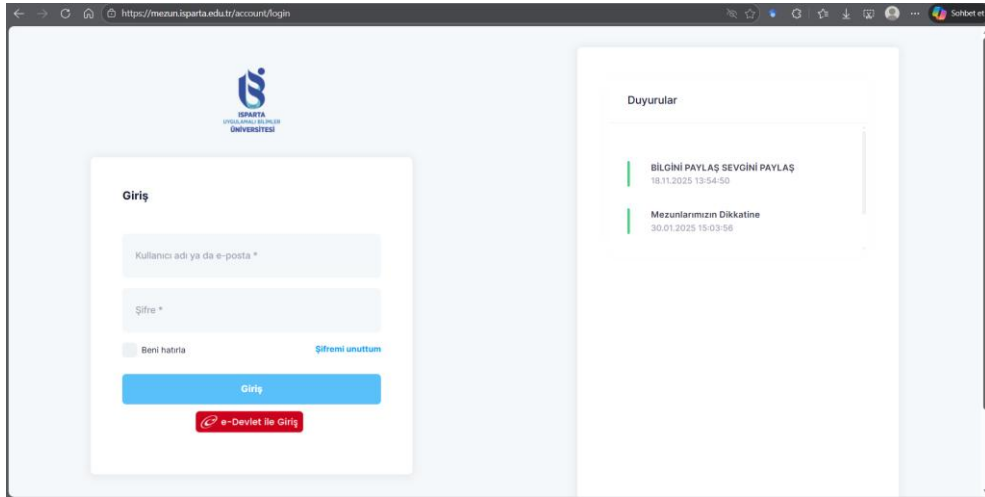 https://mezun.isparta.edu.tr/account/login
Sohbet et
ISPARTA
UYGULAMALI BİLİMLER
ÜNİVERSİTESİ
Giriş
Kullanıcı adı ya da e-posta *
Şifre *
Beni hatırla
Şifremi unuttum
Giriş
e-Devlet ile Giriş
Duyurular
BİLGİNİ PAYLAŞ SEVGİNİ PAYLAŞ
18.11.2025 13:54:50
Mezunlarımızın Dikkatine
30.01.2025 15:03:56